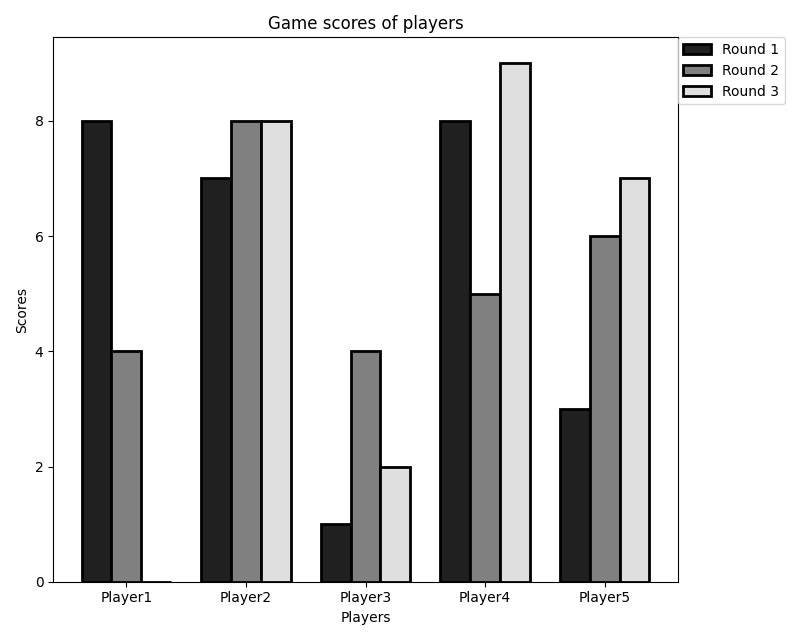 Game scores of players
Round 1
Round 2
Round 3
Scores
8
6
4
2
0
Player1 Player2 Player3 Player4 Player5
Players